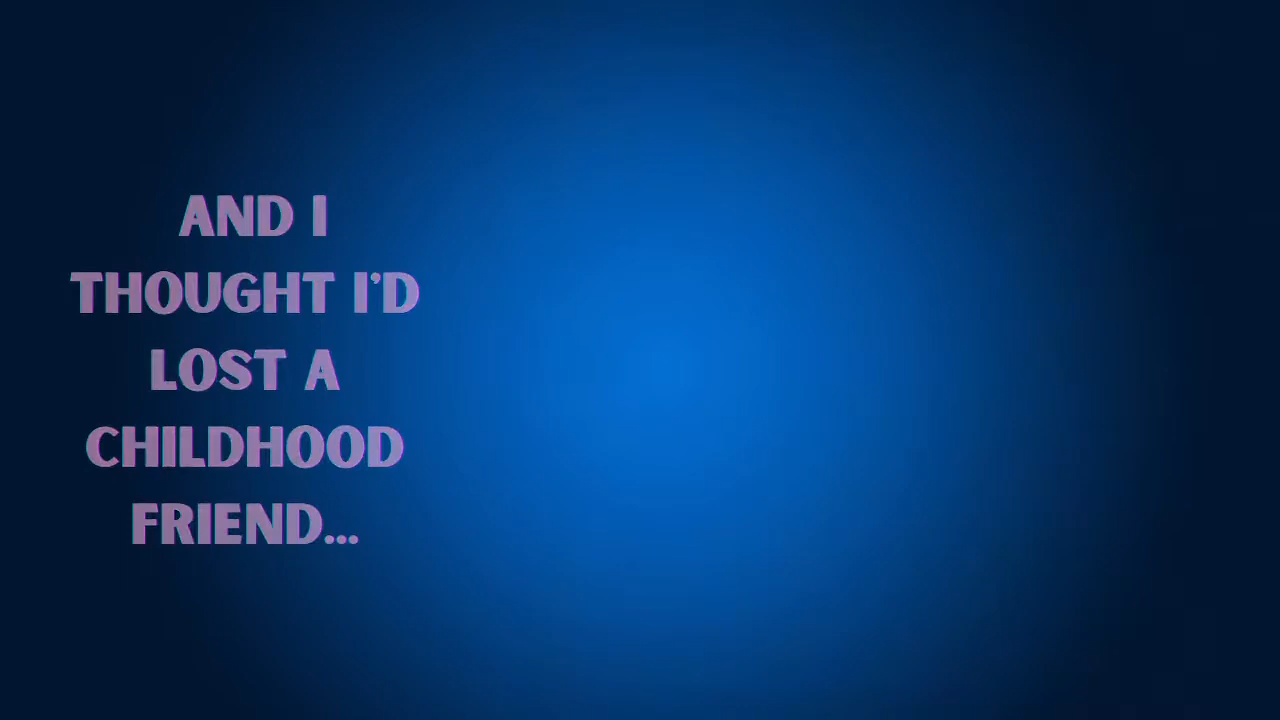 AND I
THOUGHT I'D
LOST A
CHILDHOOD
FRIEND...